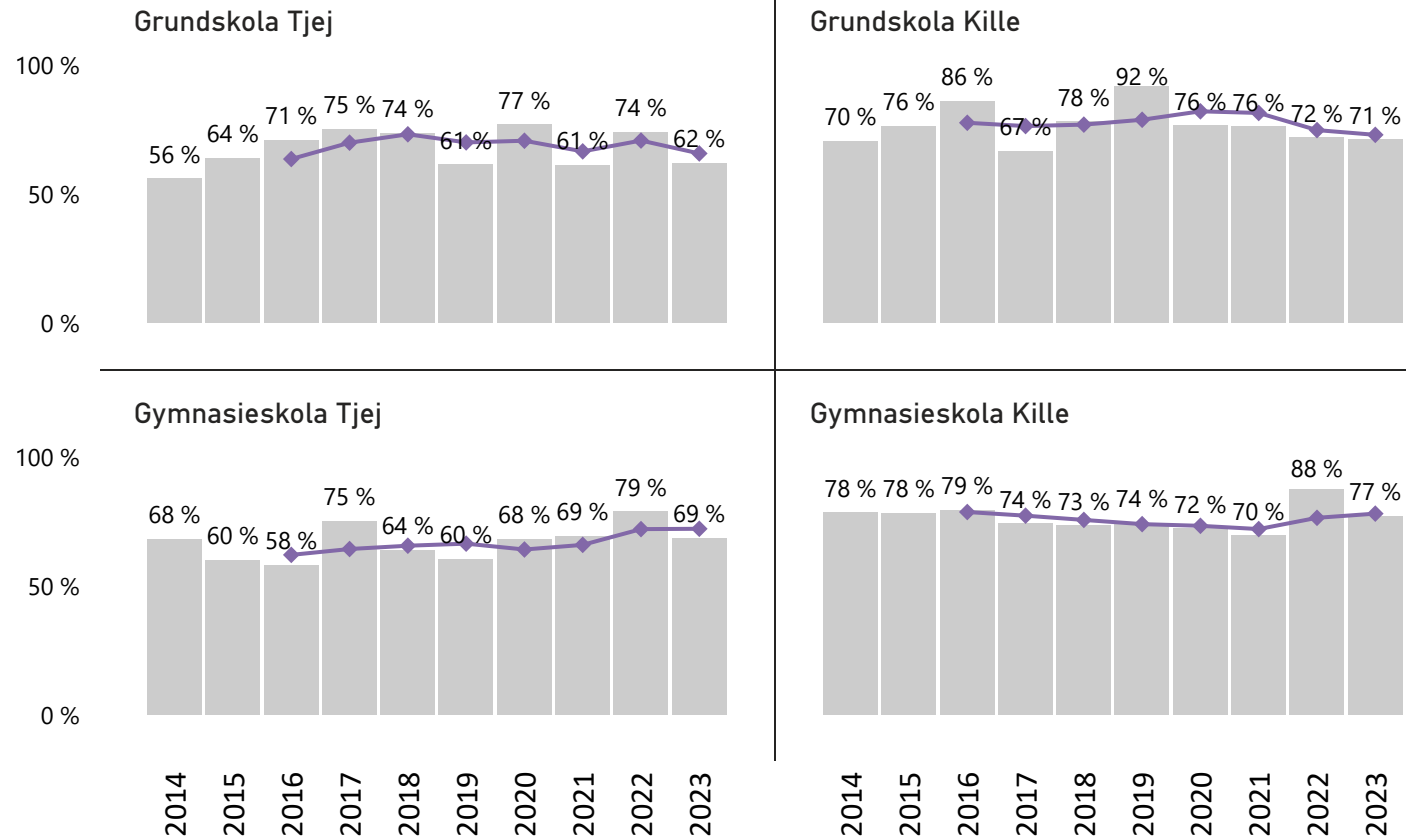 Grundskola Tjej
100 %
50 %
0 %
56 % 64 % 71 % 75 % 74 % 61 % 77 % 61 % 74 % 62 %
Grundskola Kille
70 % 76 % 86 % 67 % 78 % 92 % 76 % 76 % 72 % 71 %
Gymnasieskola Tjej
100 %
50 %
0 %
68 % 60 % 58 % 75 % 64 % 60 % 68 % 69 % 79 % 69 %
2014 2015 2016 2017 2018 2019 2020 2021 2022 2023
Gymnasieskola Kille
78 % 78 % 79 % 74 % 73 % 74 % 72 % 70 % 88 % 77 %
2014 2015 2016 2017 2018 2019 2020 2021 2022 2023